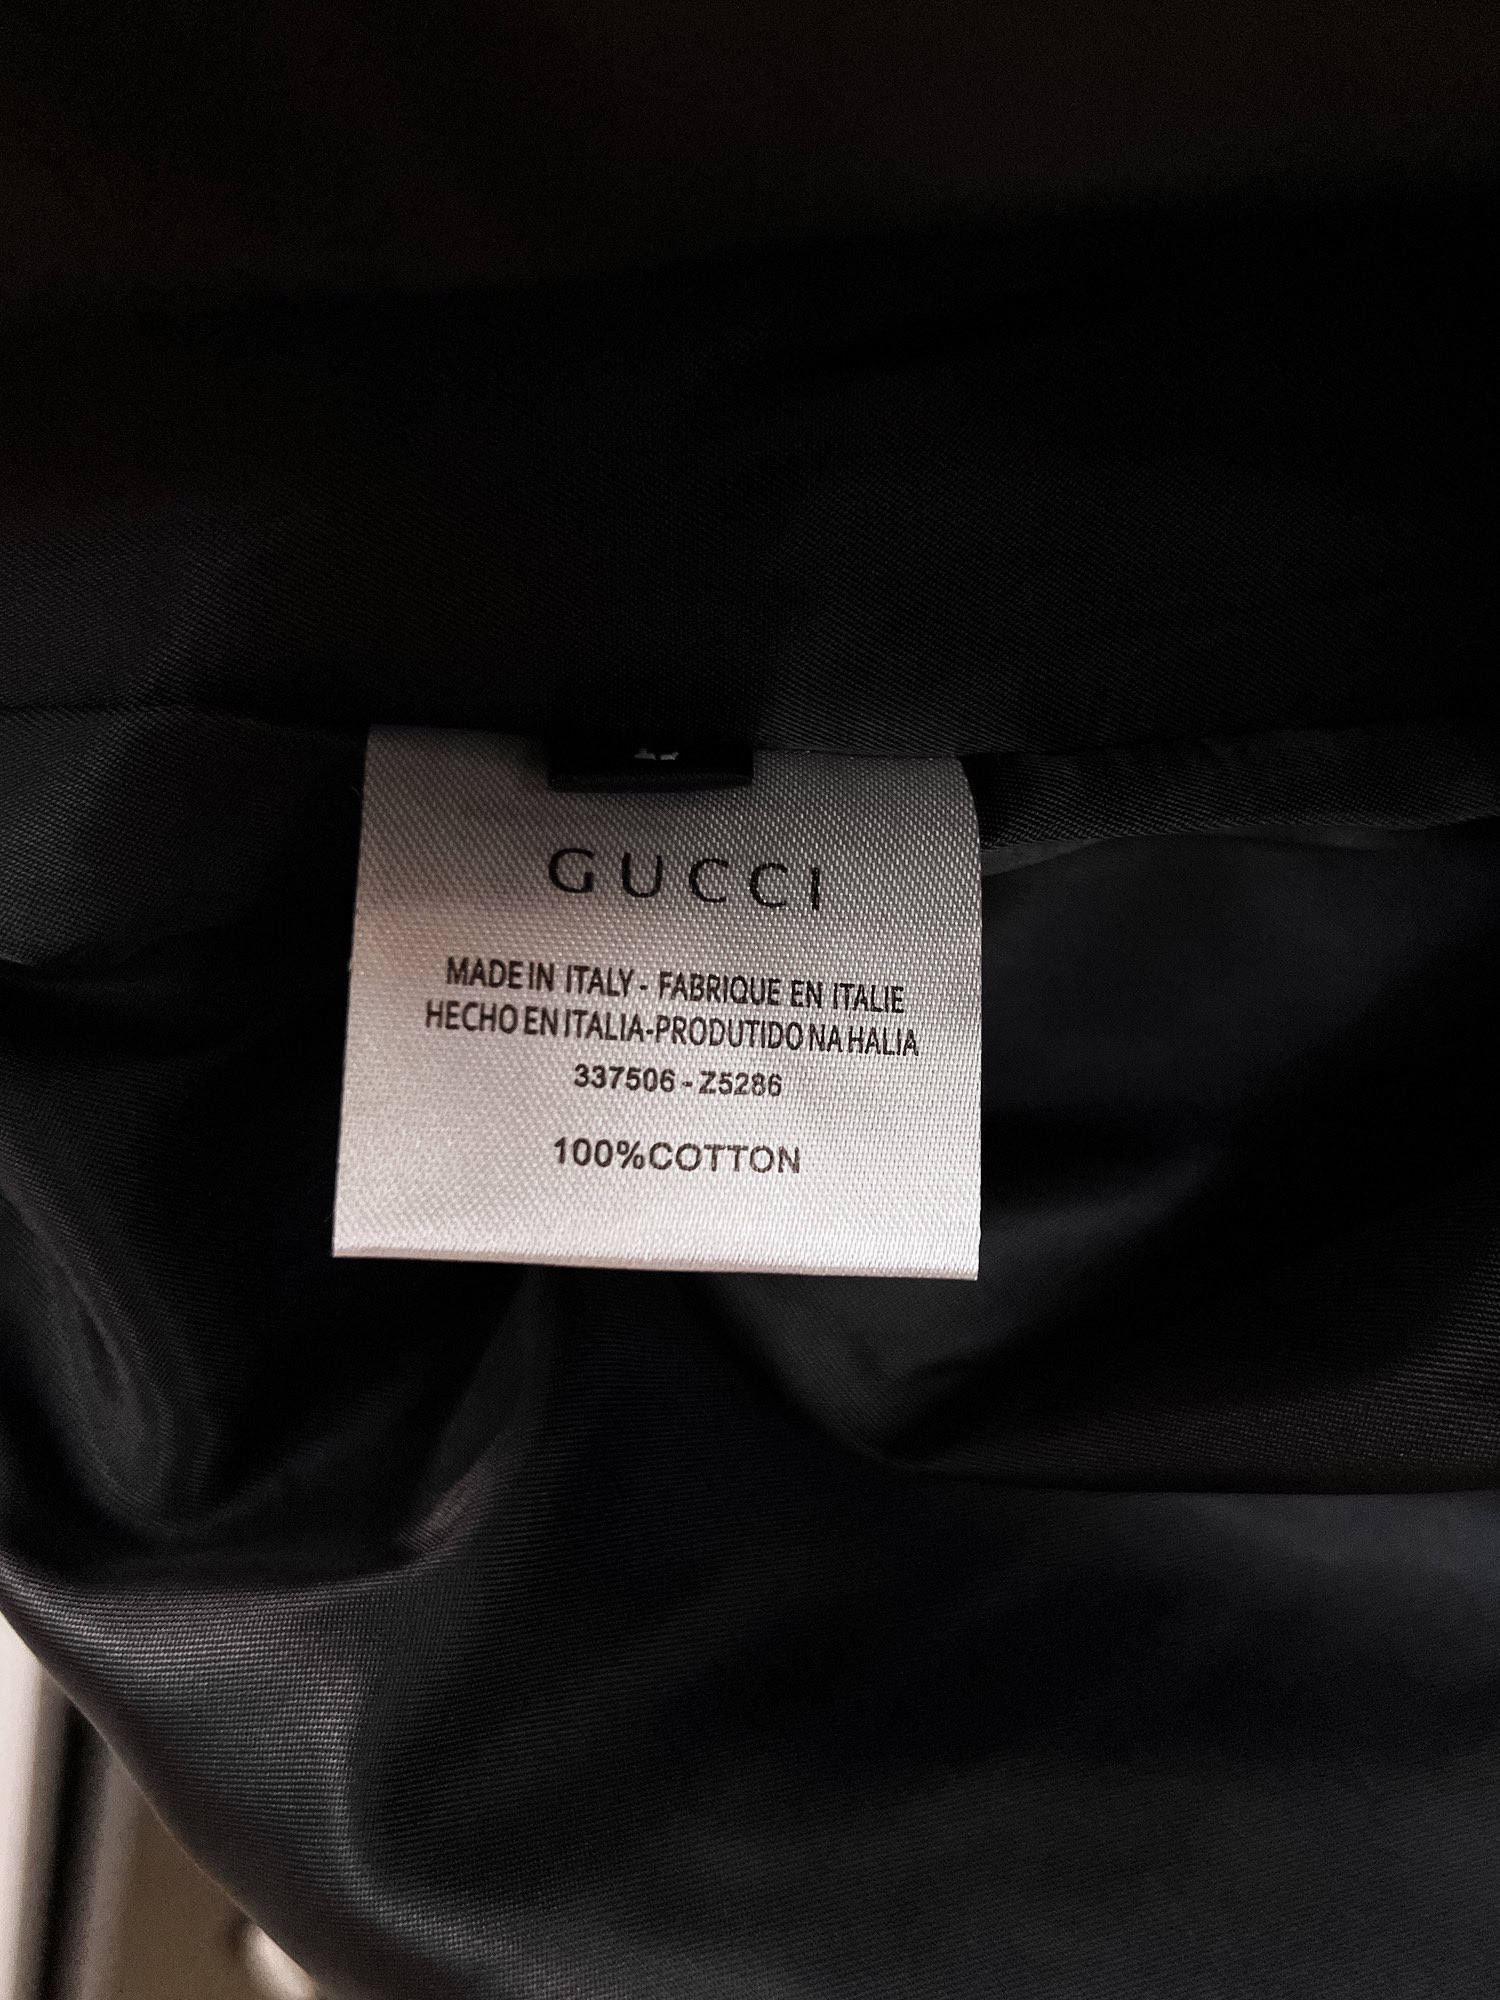 GUCCI
MADE IN ITALY - FABRIQUE EN ITALIE
HECHO EN ITALIA-PRODUTIDO NA HALIA
337506 - Z5286
100%COTTON